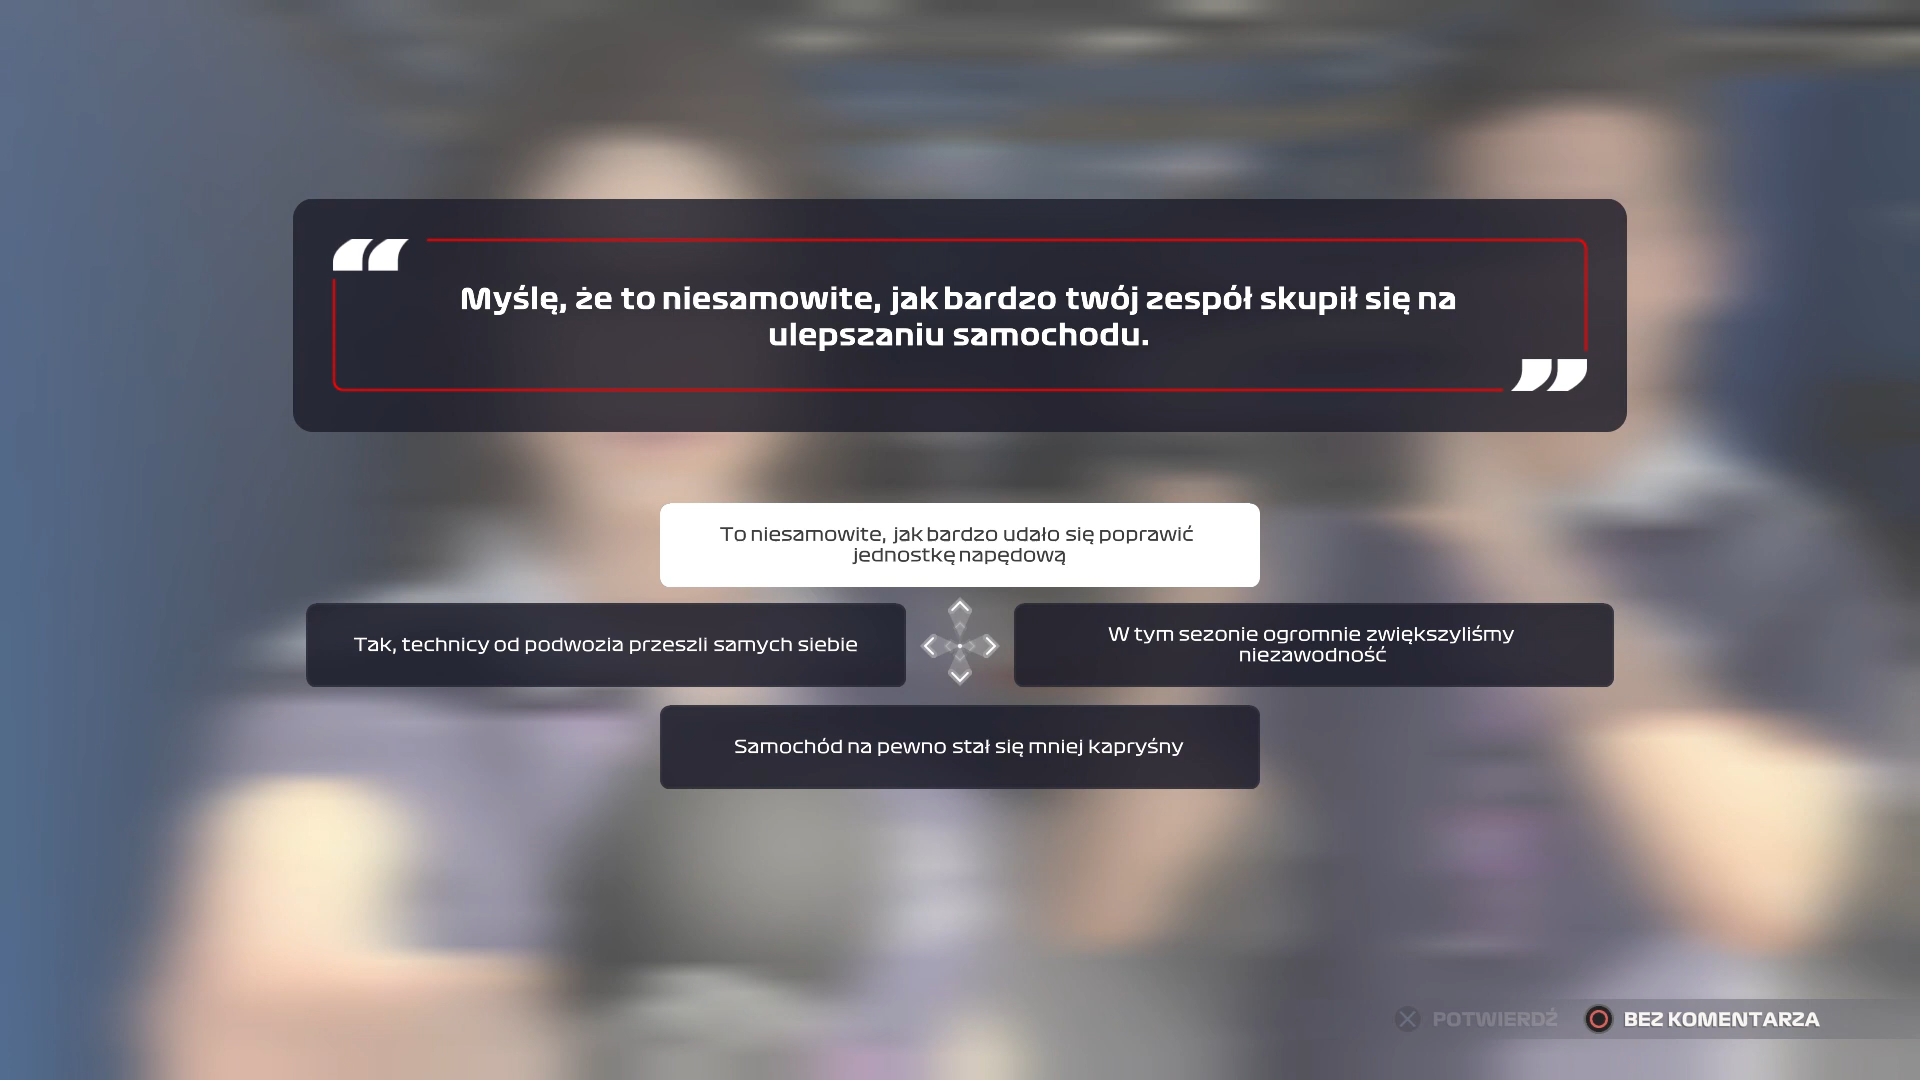 Myślę, że to niesamowite, jak bardzo twój zespół skupił się na
ulepszaniu samochodu.
To niesamowite, jak bardzo udało się poprawić
jednostkę napędową
Tak, technicy od podwozia przeszli samych siebie
W tym sezonie ogromnie zwiększyliśmy
niezawodność
Samochód na pewno stał się mniej kapryśny
POTWIERDŹ
BEZ KOMENTARZA